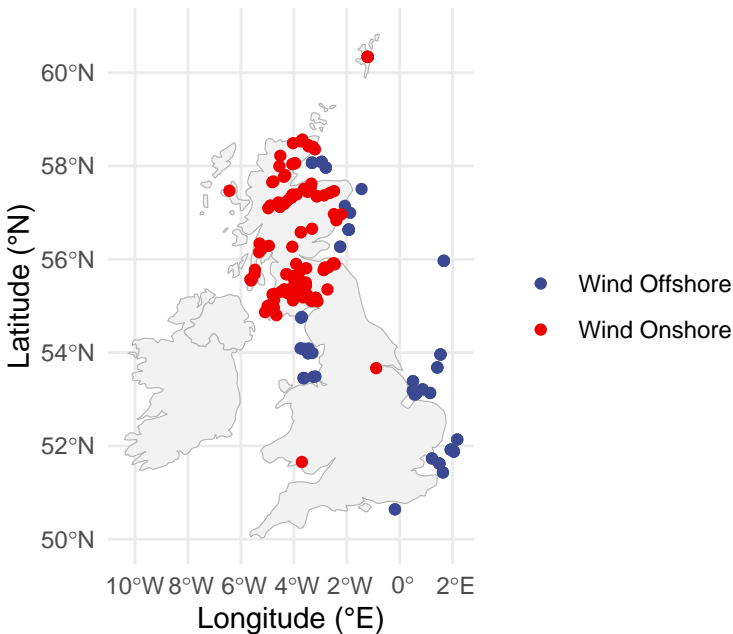 60°N
58°N
56°N
54°N
52°N
50°N
10°W 8°W 6°W 4°W 2°W 0° 2°E
Longitude (°E)
Latitude (°N)
Wind Offshore
Wind Onshore